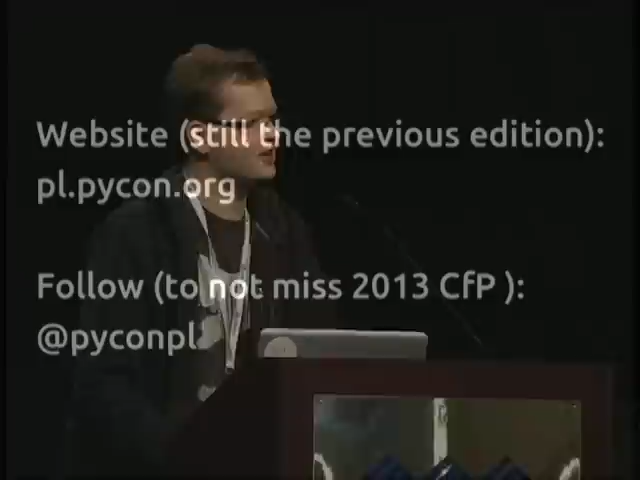 Website (still the previous edition):
pl.pycon.org
Follow (to not miss 2013 CfP ):
@pyconpl